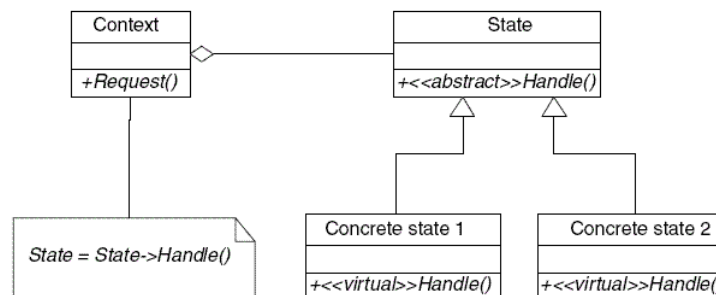 Context
State
+Request()
+<<abstract>>Handle()
State = State->Handle()
Concrete state 1
Concrete state 2
+<<virtual>>Handle()
+<<virtual>>Handle()